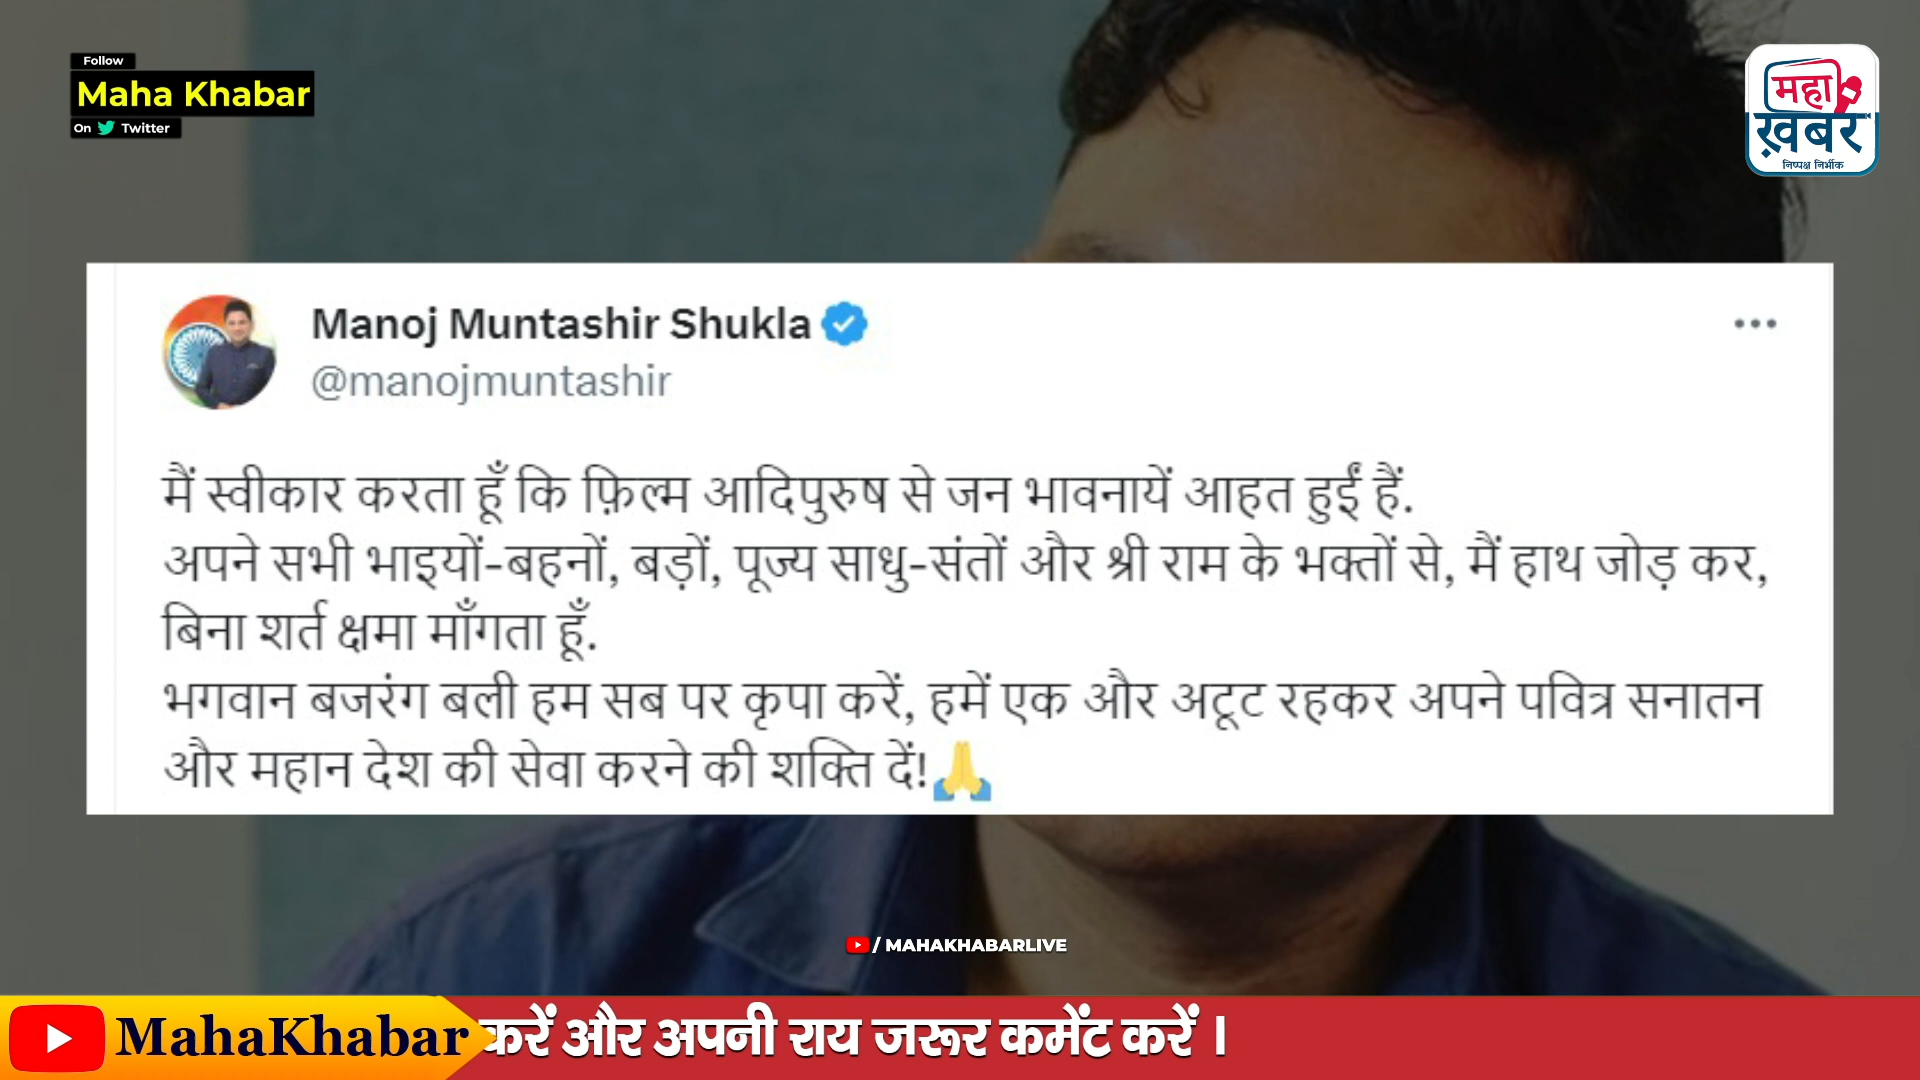 Follow
Maha Khabar
On Twitter
महा
ख़बर
निष्पक्ष निर्भीक
Manoj Muntashir Shukla
@manojmuntashir
मैं स्वीकार करता हूँ कि फ़िल्म आदिपुरुष से जन भावनायें आहत हुईं हैं.
अपने सभी भाइयों-बहनों, बड़ों, पूज्य साधु-संतों और श्री राम के भक्तों से, मैं हाथ जोड़ कर,
बिना शर्त क्षमा माँगता हूँ.
भगवान बजरंग बली हम सब पर कृपा करें, हमें एक और अटूट रहकर अपने पवित्र सनातन
और महान देश की सेवा करने की शक्ति दें!🙏
/ MAHAKHABARLIVE
MahaKhabar करें और अपनी राय जरूर कमेंट करें ।